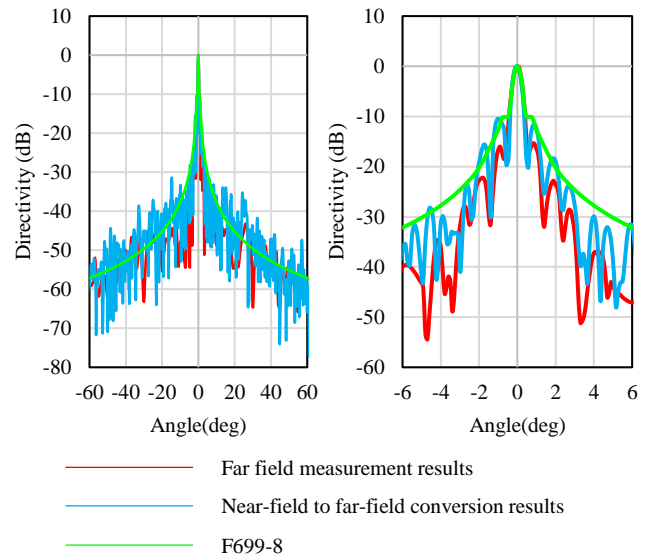 10
0
-10
-20
-30
-40
-50
-60
-70
-80
Directivity (dB)
-60 -40 -20 0 20 40 60
Angle(deg)
10
0
-10
-20
-30
-40
-50
-60
Directivity (dB)
-6 -4 -2 0 2 4 6
Angle(deg)
Far field measurement results
Near-field to far-field conversion results
F699-8